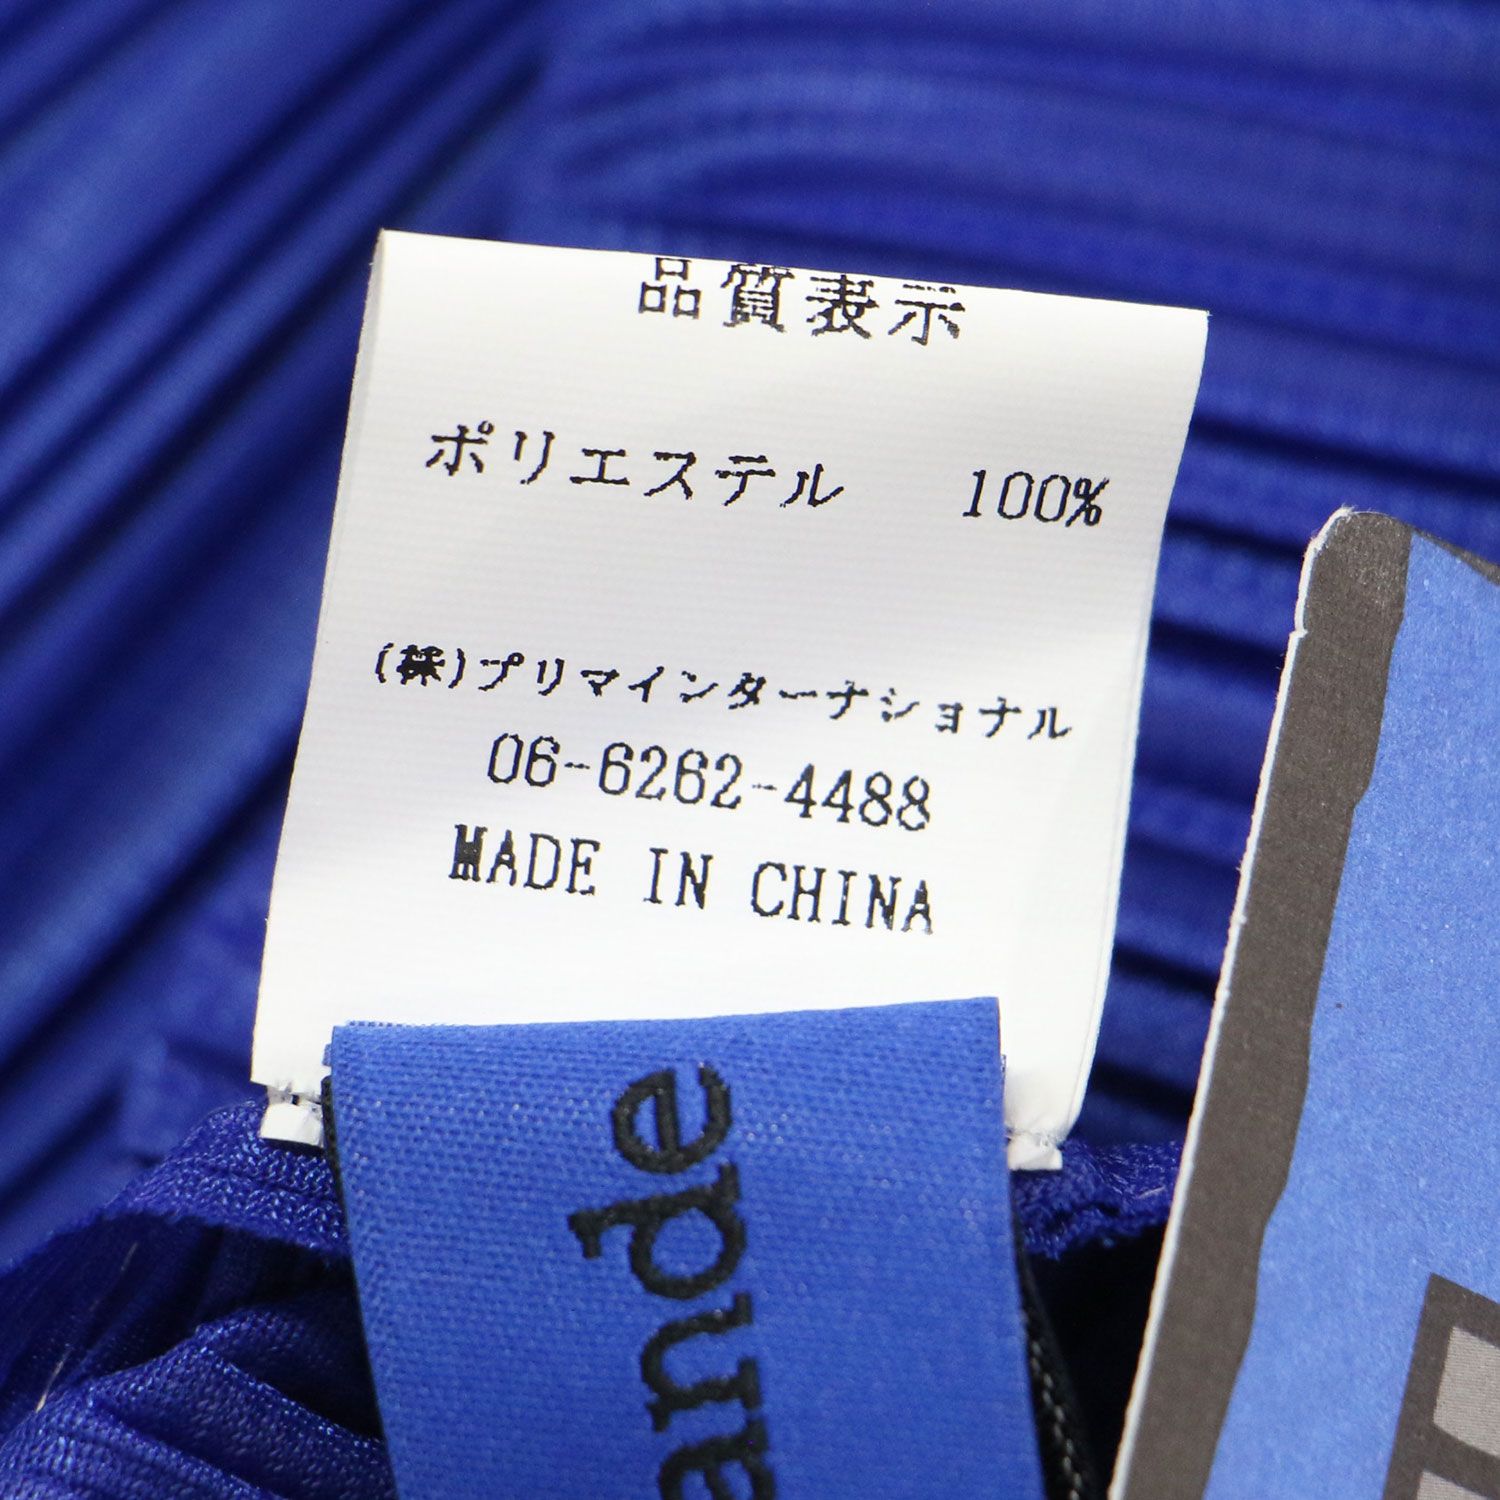 品質表示
ポリエステル 100%
(株)プリマインターナショナル
06-6262-4488
MADE IN CHINA
ande